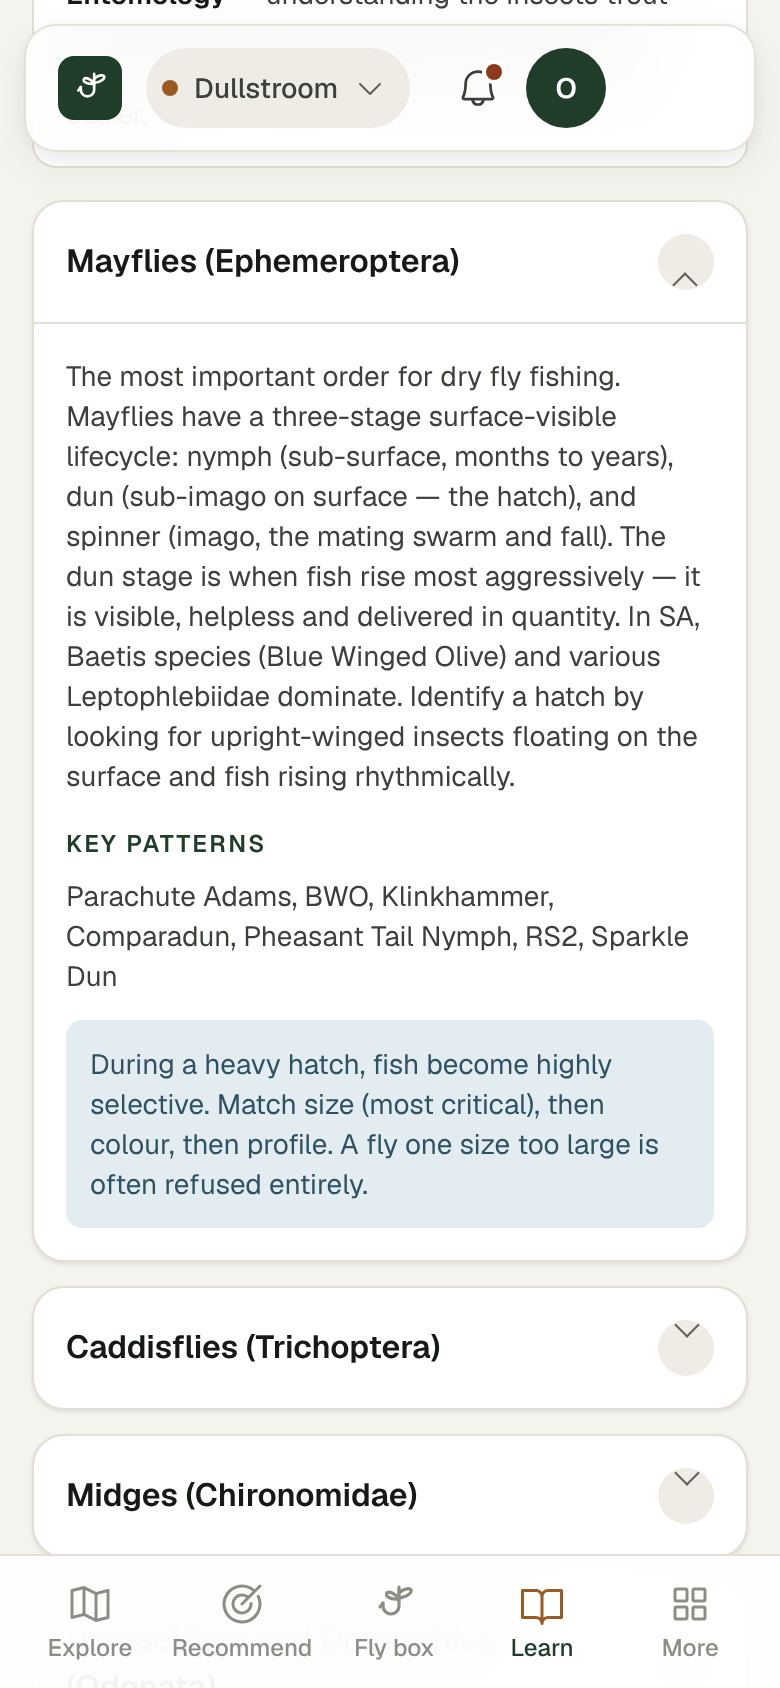 Entomology — understanding the insects trout
Dullstroom
O
Mayflies (Ephemeroptera)
The most important order for dry fly fishing.
Mayflies have a three-stage surface-visible
lifecycle: nymph (sub-surface, months to years),
dun (sub-imago on surface — the hatch), and
spinner (imago, the mating swarm and fall). The
dun stage is when fish rise most aggressively — it
is visible, helpless and delivered in quantity. In SA,
Baetis species (Blue Winged Olive) and various
Leptophlebiidae dominate. Identify a hatch by
looking for upright-winged insects floating on the
surface and fish rising rhythmically.
KEY PATTERNS
Parachute Adams, BWO, Klinkhammer,
Comparadun, Pheasant Tail Nymph, RS2, Sparkle
Dun
During a heavy hatch, fish become highly
selective. Match size (most critical), then
colour, then profile. A fly one size too large is
often refused entirely.
Caddisflies (Trichoptera)
Midges (Chironomidae)
Explore Recommend Fly box Learn More
(Odonata)